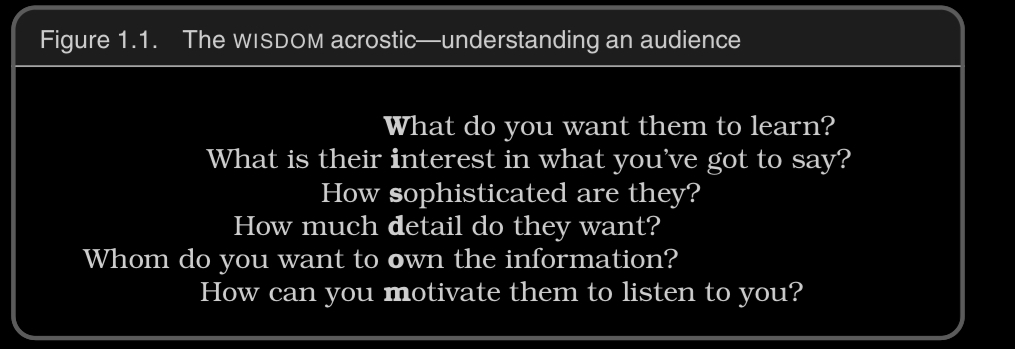 Figure 1.1. The WISDOM acrostic—understanding an audience
What do you want them to learn?
What is their interest in what you've got to say?
How sophisticated are they?
How much detail do they want?
Whom do you want to own the information?
How can you motivate them to listen to you?